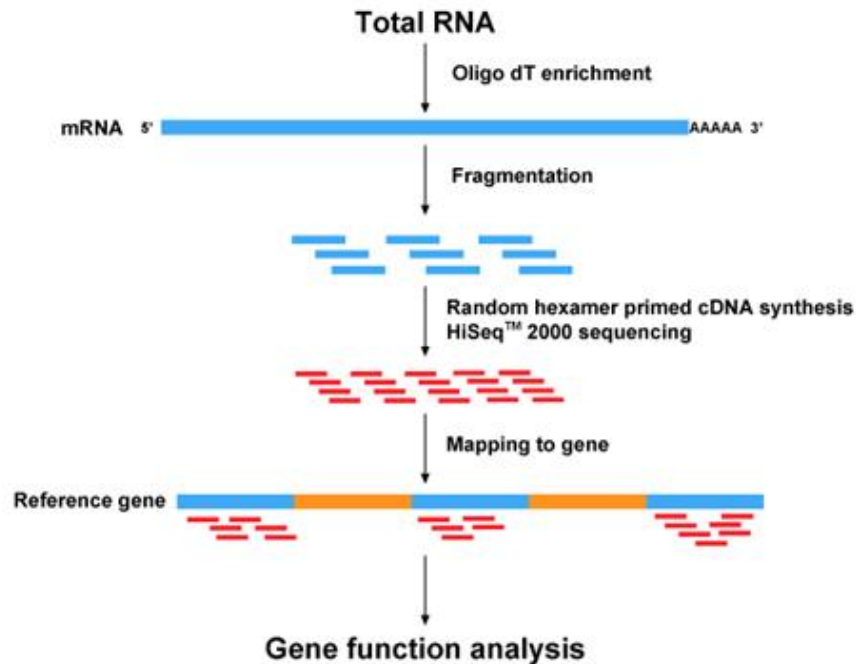 Total RNA
Oligo dT enrichment
mRNA 5' AAAAA 3'
Fragmentation
Random hexamer primed cDNA synthesis
HiSeq™ 2000 sequencing
Mapping to gene
Reference gene
Gene function analysis